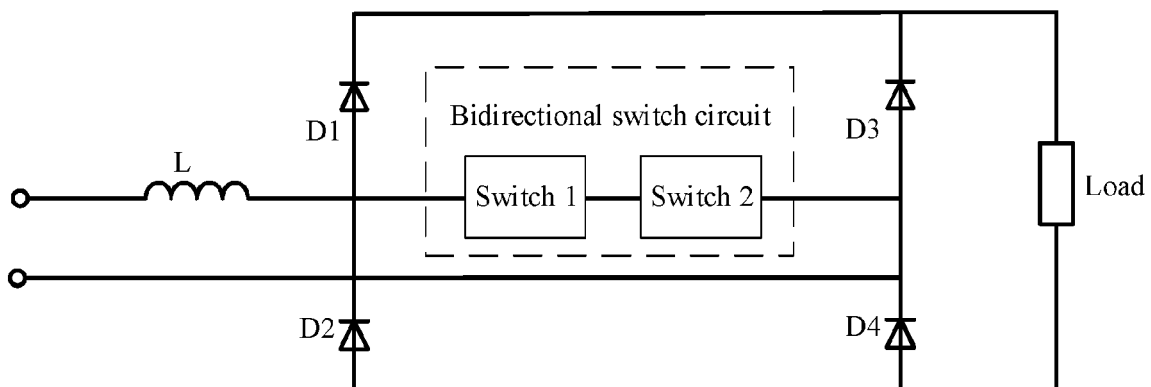 D1
Bidirectional switch circuit
D3
L
Switch 1
Switch 2
Load
D2
D4